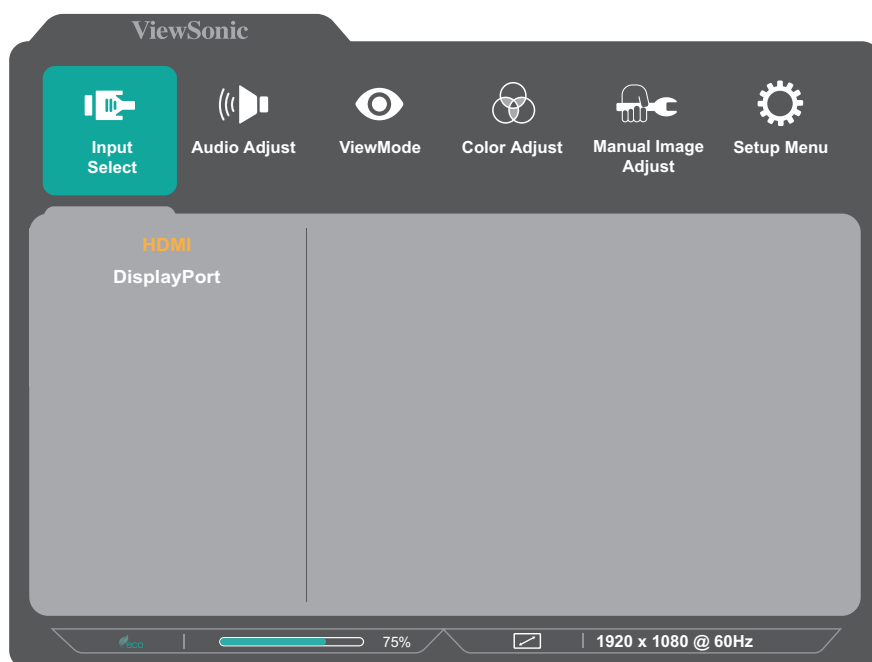 ViewSonic
Input
Select
Audio Adjust
ViewMode
Color Adjust
Manual Image
Adjust
Setup Menu
HDMI
DisplayPort
eco
75%
1920 x 1080 @ 60Hz